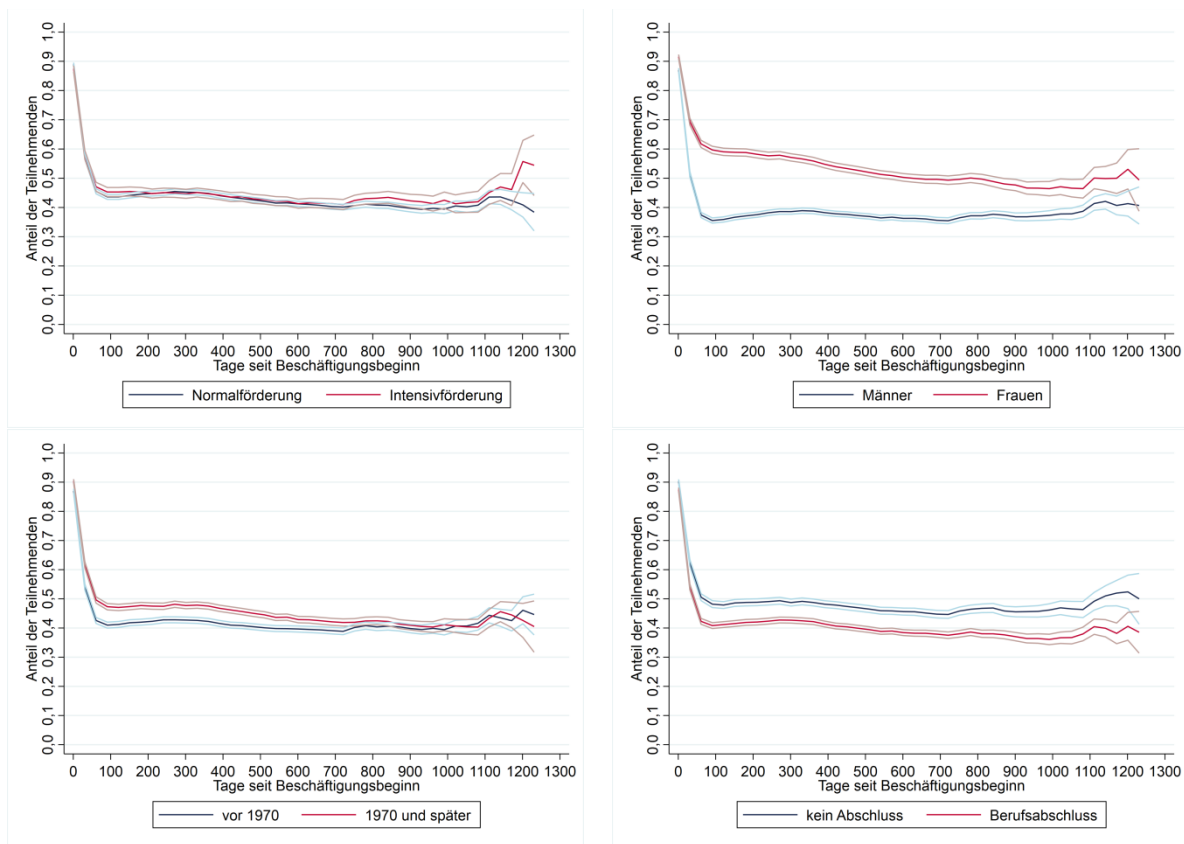 Anteil der Teilnehmenden
1,0
0,9
0,8
0,7
0,6
0,5
0,4
0,3
0,2
0,1
0,0
0 100 200 300 400 500 600 700 800 900 1000 1100 1200 1300
Tage seit Beschäftigungsbeginn
Normalförderung Intensivförderung
Anteil der Teilnehmenden
1,0
0,9
0,8
0,7
0,6
0,5
0,4
0,3
0,2
0,1
0,0
0 100 200 300 400 500 600 700 800 900 1000 1100 1200 1300
Tage seit Beschäftigungsbeginn
Männer Frauen
Anteil der Teilnehmenden
1,0
0,9
0,8
0,7
0,6
0,5
0,4
0,3
0,2
0,1
0,0
0 100 200 300 400 500 600 700 800 900 1000 1100 1200 1300
Tage seit Beschäftigungsbeginn
vor 1970 1970 und später
Anteil der Teilnehmenden
1,0
0,9
0,8
0,7
0,6
0,5
0,4
0,3
0,2
0,1
0,0
0 100 200 300 400 500 600 700 800 900 1000 1100 1200 1300
Tage seit Beschäftigungsbeginn
kein Abschluss Berufsabschluss